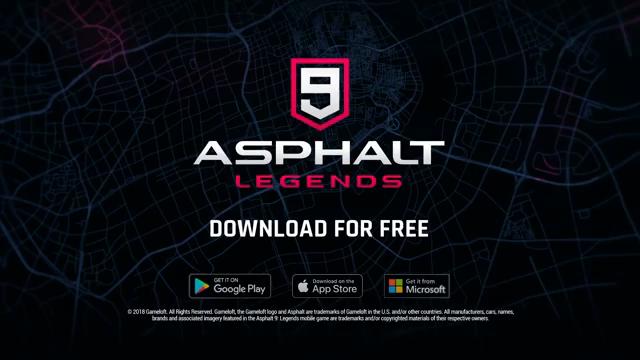 9
ASPHALT
LEGENDS
DOWNLOAD FOR FREE
GET IT ON
Google Play
Download on the
App Store
Get it from
Microsoft
© 2018 Gameloft. All Rights Reserved. Gameloft, the Gameloft logo and Asphalt are trademarks of Gameloft in the U.S. and/or other countries. All manufacturers, cars, names,
brands and associated imagery featured in the Asphalt 9: Legends mobile game are trademarks and/or copyrighted materials of their respective owners.